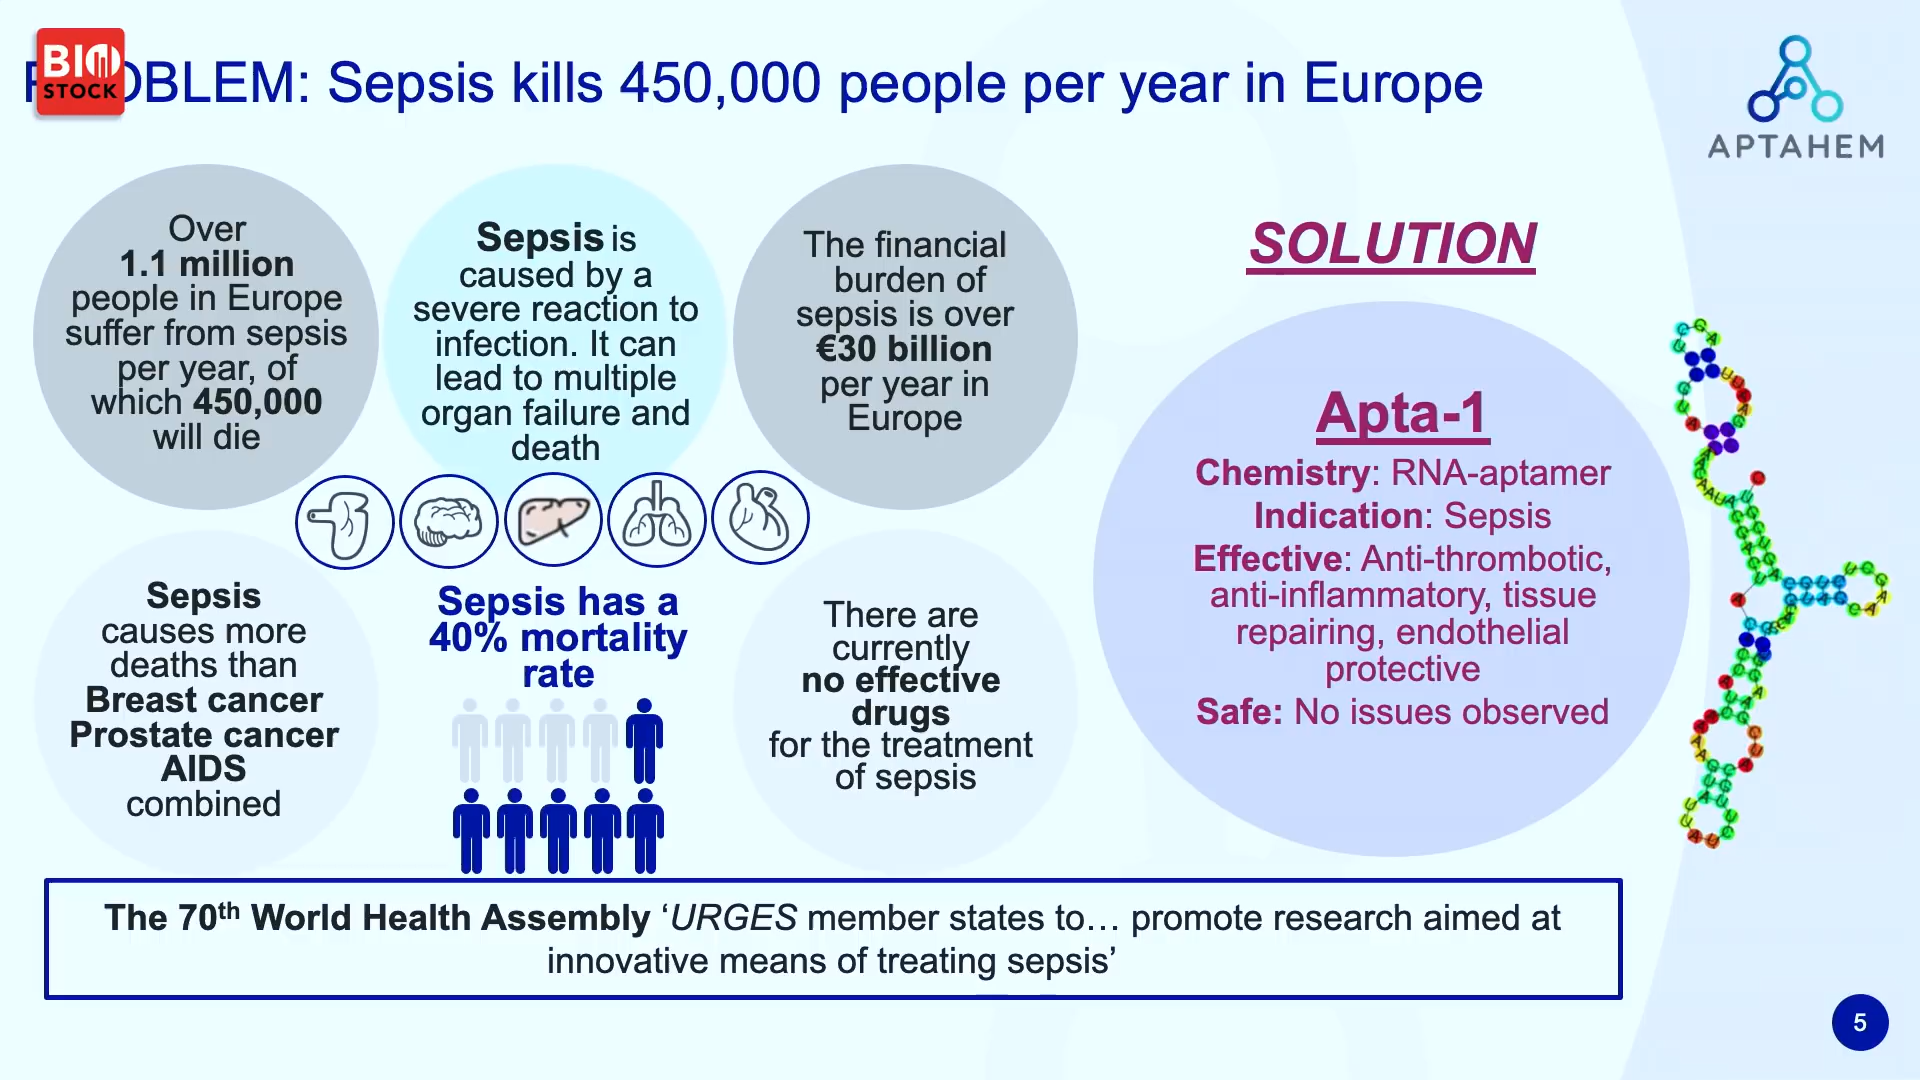 BIO
STOCK
PROBLEM: Sepsis kills 450,000 people per year in Europe
APTAHEM
Over
1.1 million
people in Europe
suffer from sepsis
per year, of
which 450,000
will die
Sepsis is
caused by a
severe reaction to
infection. It can
lead to multiple
organ failure and
death
The financial
burden of
sepsis is over
€30 billion
per year in
Europe
Sepsis
causes more
deaths than
Breast cancer
Prostate cancer
AIDS
combined
Sepsis has a
40% mortality
rate
There are
currently
no effective
drugs
for the treatment
of sepsis
SOLUTION
Apta-1
Chemistry: RNA-aptamer
Indication: Sepsis
Effective: Anti-thrombotic,
anti-inflammatory, tissue
repairing, endothelial
protective
Safe: No issues observed
The 70th World Health Assembly ‘URGES member states to… promote research aimed at
innovative means of treating sepsis’
5